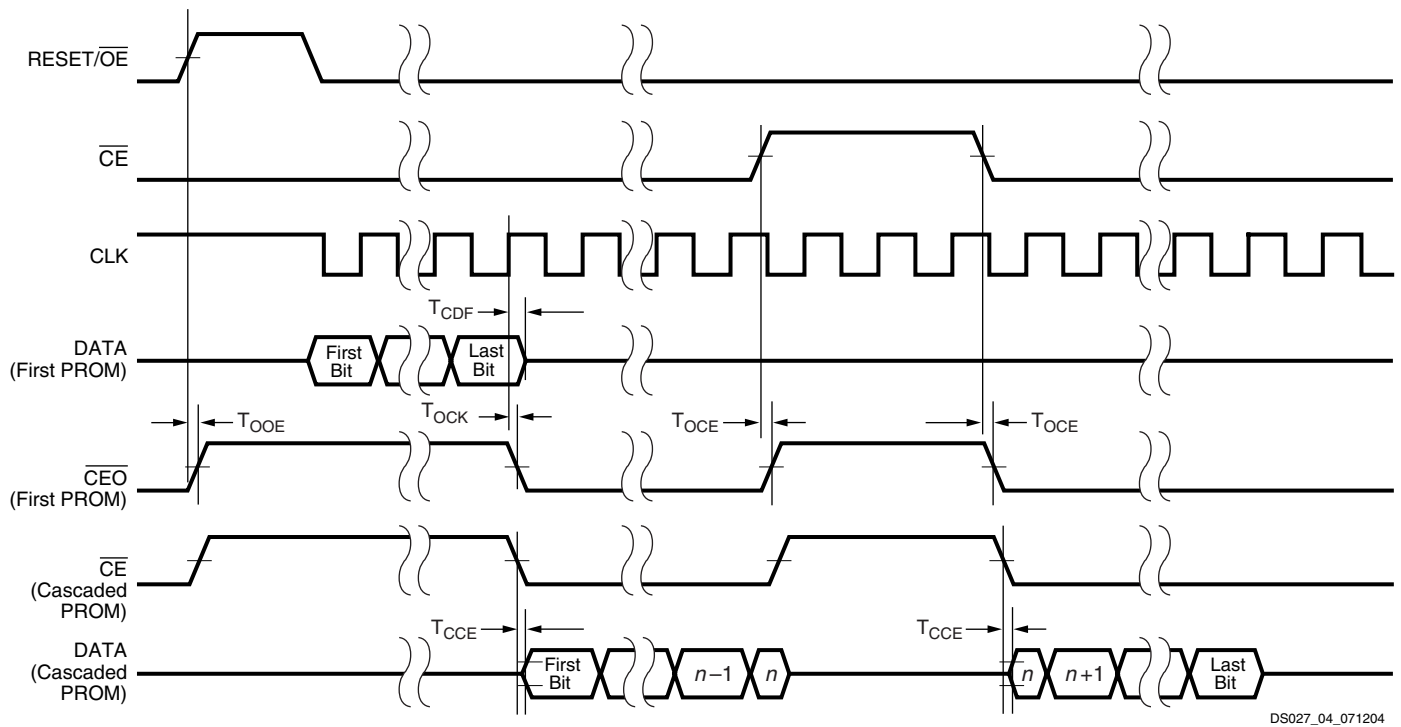 RESET/OE
CE
CLK
TCDF
DATA
(First PROM)
First
Bit
Last
Bit
TOOE
TOCK
TOCE
TOCE
CEO
(First PROM)
CE
(Cascaded
PROM)
TCCE
TCCE
DATA
(Cascaded
PROM)
First
Bit
n–1
n
n
n+1
Last
Bit
DS027_04_071204